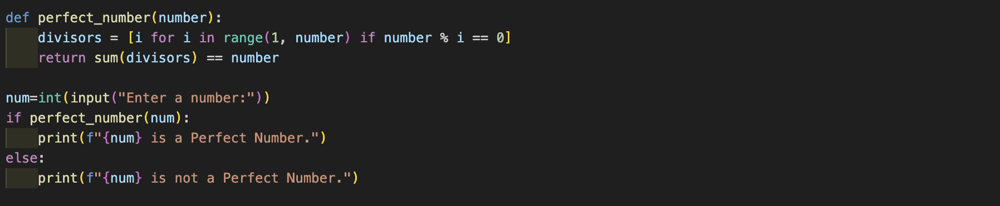 def perfect_number(number):
    divisors = [i for i in range(1, number) if number % i == 0]
    return sum(divisors) == number

num=int(input("Enter a number:"))
if perfect_number(num):
    print(f"{num} is a Perfect Number.")
else:
    print(f"{num} is not a Perfect Number.")